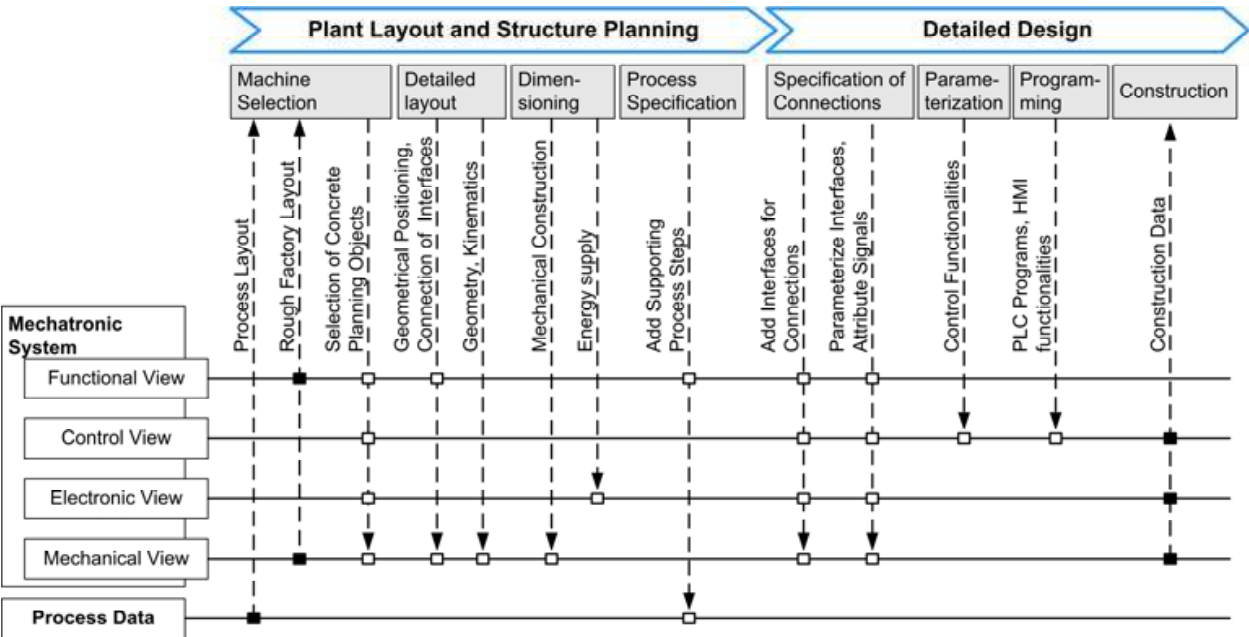 Plant Layout and Structure Planning
Detailed Design
Machine
Selection
Detailed
layout
Dimen-
sioning
Process
Specification
Specification of
Connections
Parame-
terization
Program-
ming
Construction
Process Layout
Rough Factory Layout
Selection of Concrete
Planning Objects
Geometrical Positioning,
Connection of Interfaces
Geometry, Kinematics
Mechanical Construction
Energy supply
Add Supporting
Process Steps
Add Interfaces for
Connections
Parameterize Interfaces,
Attribute Signals
Control Functionalities
PLC Programs, HMI
functionalities
Construction Data
Mechatronic
System
Functional View
Control View
Electronic View
Mechanical View
Process Data